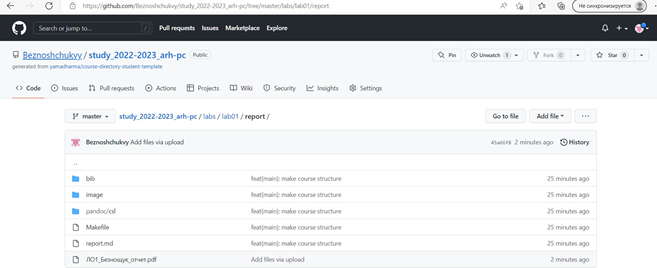 https://github.com/Beznoshchukvy/study_2022-2023_arh-pc/tree/master/labs/lab01/report
Не синхронизируется
Search or jump to... /
Pull requests Issues Marketplace Explore
Beznoshchukvy / study_2022-2023_arh-pc Public
generated from yamadharma/course-directory-student-template
Pin Unwatch 1 Fork 0 Star 0
Code Issues Pull requests Actions Projects Wiki Security Insights Settings
master study_2022-2023_arh-pc / labs / lab01 / report / Go to file Add file ...
Beznoshchukvy Add files via upload 2 minutes ago History
..
bib feat(main): make course structure 25 minutes ago
image feat(main): make course structure 25 minutes ago
pandoc/csl feat(main): make course structure 25 minutes ago
Makefile feat(main): make course structure 25 minutes ago
report.md feat(main): make course structure 25 minutes ago
ЛО1_Безнощук_отчет.pdf Add files via upload 2 minutes ago